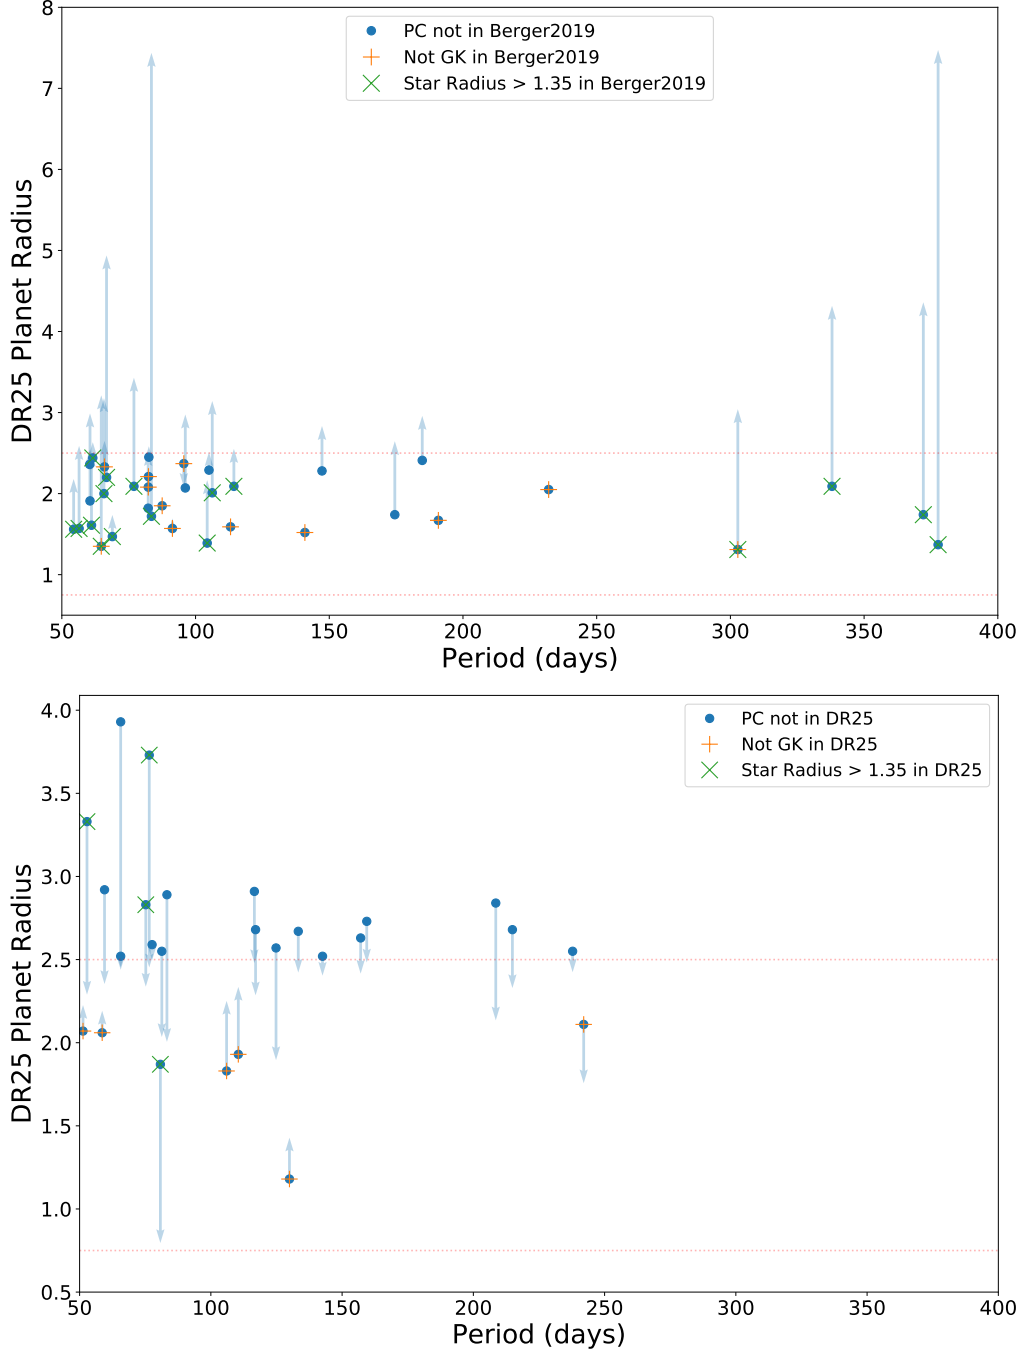 8
7
6
5
4
3
2
1
DR25 Planet Radius
PC not in Berger2019
Not GK in Berger2019
Star Radius > 1.35 in Berger2019
50 100 150 200 250 300 350 400
Period (days)
4.0
3.5
3.0
2.5
2.0
1.5
1.0
0.5
DR25 Planet Radius
PC not in DR25
Not GK in DR25
Star Radius > 1.35 in DR25
50 100 150 200 250 300 350 400
Period (days)